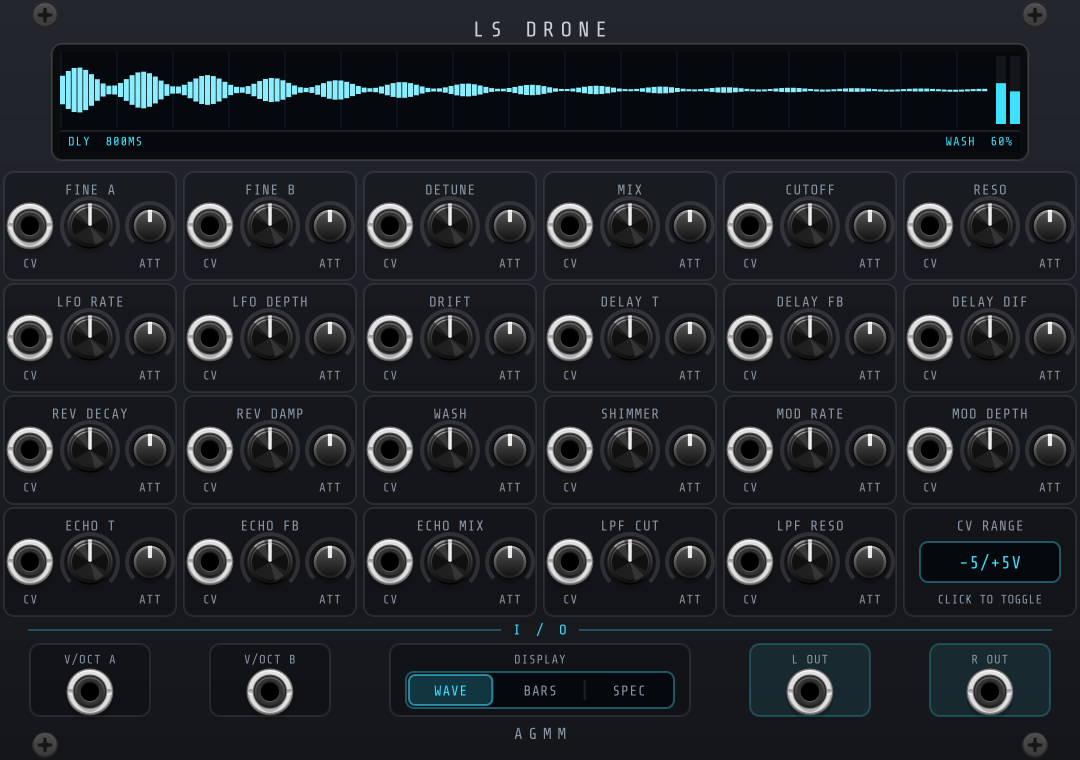 LS DRONE
DLY 800MS WASH 60%
FINE A FINE B DETUNE MIX CUTOFF RESO
CV ATT CV ATT CV ATT CV ATT CV ATT CV ATT
LFO RATE LFO DEPTH DRIFT DELAY T DELAY FB DELAY DIF
CV ATT CV ATT CV ATT CV ATT CV ATT CV ATT
REV DECAY REV DAMP WASH SHIMMER MOD RATE MOD DEPTH
CV ATT CV ATT CV ATT CV ATT CV ATT CV ATT
ECHO T ECHO FB ECHO MIX LPF CUT LPF RESO CV RANGE
-5/+5V
CV ATT CV ATT CV ATT CV ATT CV ATT CLICK TO TOGGLE
I / O
V/OCT A V/OCT B DISPLAY L OUT R OUT
WAVE BARS SPEC
AGMM